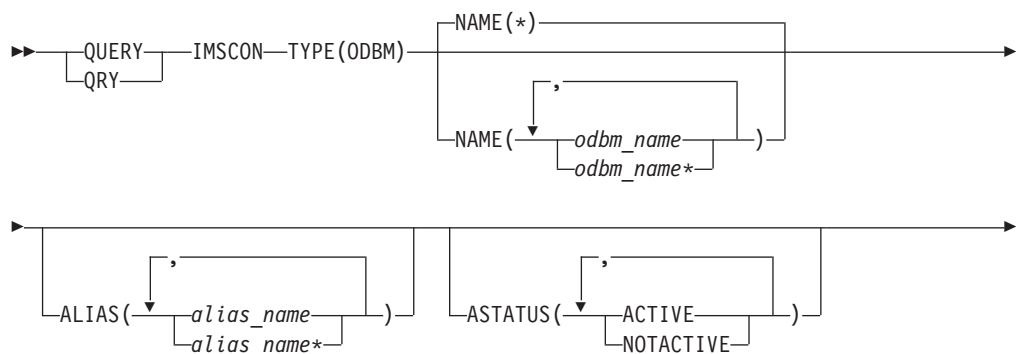 NAME(*)
QUERY IMSCON TYPE(ODBM)
QRY
,
NAME( odbm_name )
odbm_name*
, ,
ALIAS( alias_name ) ASTATUS( ACTIVE )
alias_name* NOTACTIVE